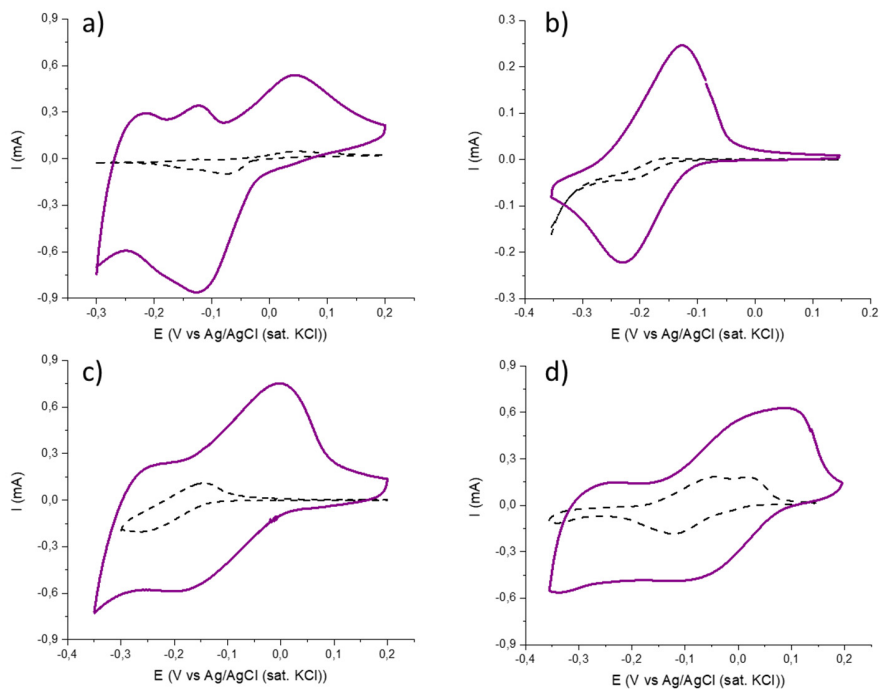 a)
I (mA)
0,9
0,6
0,3
0,0
-0,3
-0,6
-0,9
-0,3 -0,2 -0,1 0,0 0,1 0,2
E (V vs Ag/AgCl (sat. KCl))
b)
I (mA)
0.3
0.2
0.1
0.0
-0.1
-0.2
-0.3
-0.4 -0.3 -0.2 -0.1 0.0 0.1 0.2
E (V vs Ag/AgCl (sat. KCl))
c)
I (mA)
0,9
0,6
0,3
0,0
-0,3
-0,6
-0,9
-0,4 -0,3 -0,2 -0,1 0,0 0,1 0,2
E (V vs Ag/AgCl (sat. KCl))
d)
I (mA)
0,9
0,6
0,3
0,0
-0,3
-0,6
-0,9
-0,4 -0,3 -0,2 -0,1 0,0 0,1 0,2
E (V vs Ag/AgCl (sat. KCl))